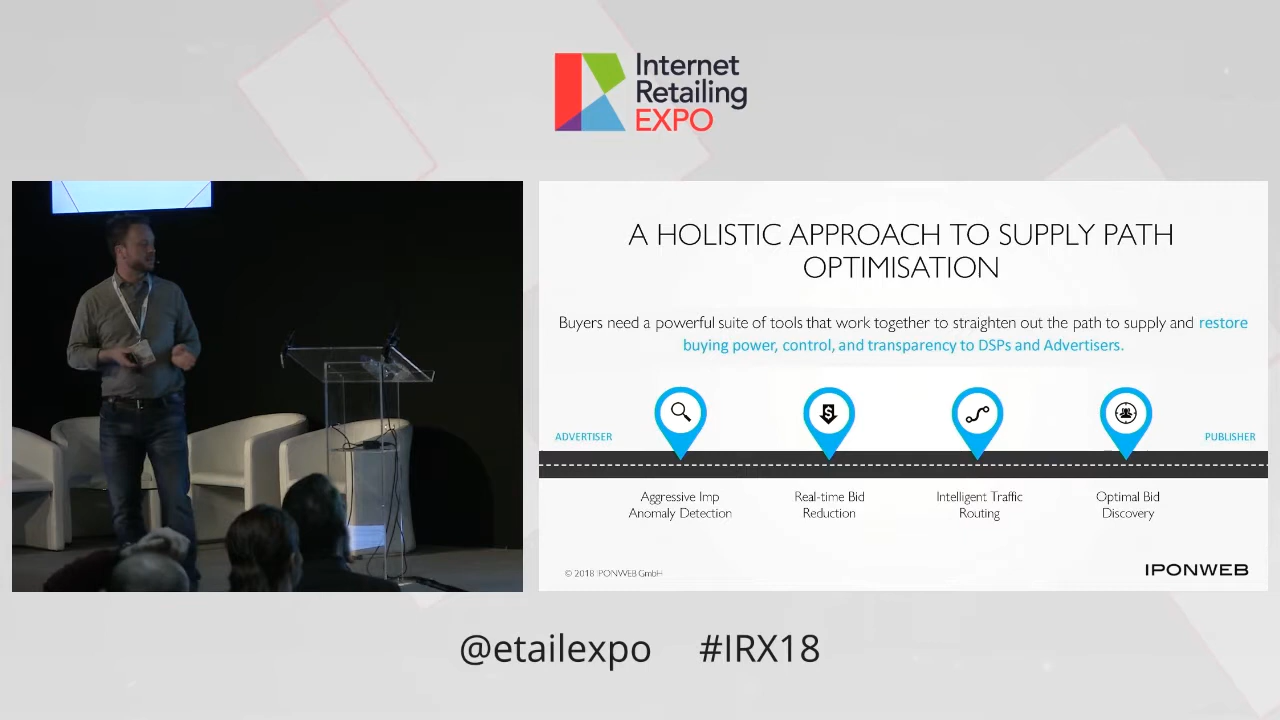 Internet
Retailing
EXPO
A HOLISTIC APPROACH TO SUPPLY PATH
OPTIMISATION
Buyers need a powerful suite of tools that work together to straighten out the path to supply and restore
buying power, control, and transparency to DSPs and Advertisers.
ADVERTISER
PUBLISHER
Aggressive Imp
Anomaly Detection
Real-time Bid
Reduction
Intelligent Traffic
Routing
Optimal Bid
Discovery
© 2018 IPONWEB GmbH
IPONWEB
@etailexpo #IRX18